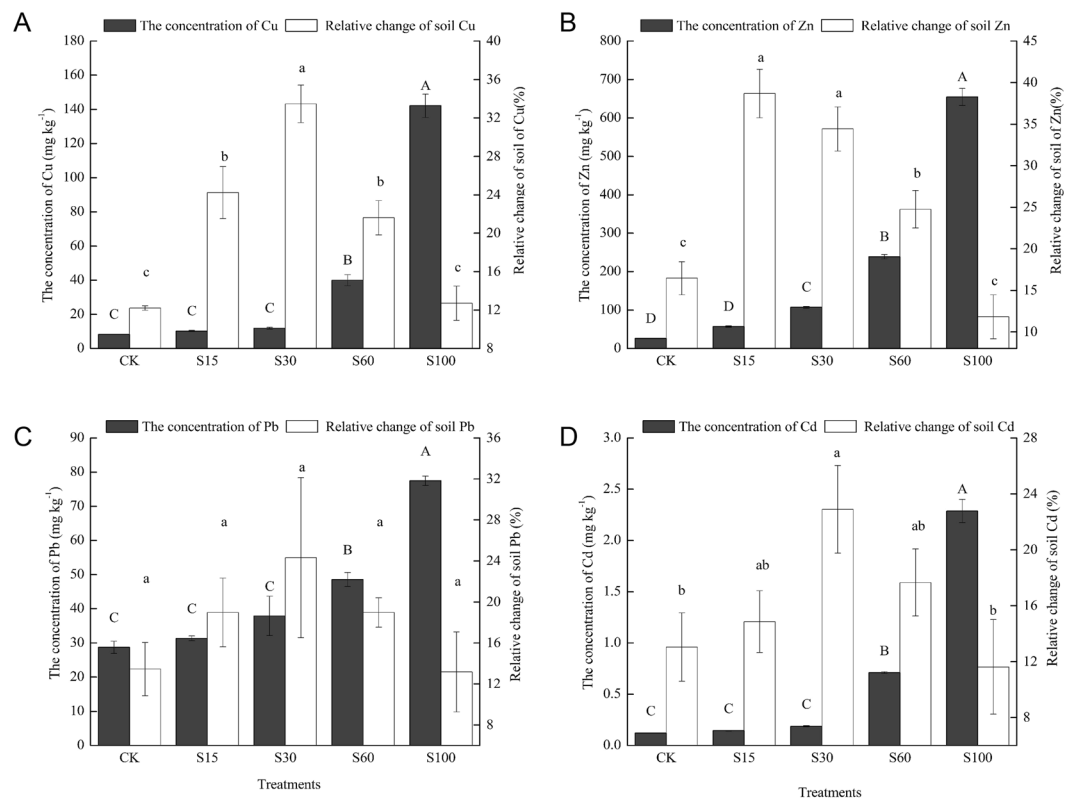 A
The concentration of Cu
Relative change of soil Cu
180
160
140
120
100
80
60
40
20
0
The concentration of Cu (mg kg-1)
40
36
32
28
24
20
16
12
8
Relative change of soil of Cu(%)
C
c
C
b
C
a
B
b
A
c
CK
S15
S30
S60
S100
B
The concentration of Zn
Relative change of soil Zn
800
700
600
500
400
300
200
100
0
The concentration of Zn (mg kg-1)
45
40
35
30
25
20
15
10
Relative change of soil of Zn(%)
D
c
D
a
C
a
B
b
A
c
CK
S15
S30
S60
S100
C
The concentration of Pb
Relative change of soil Pb
90
80
70
60
50
40
30
20
10
0
The concentration of Pb (mg kg-1)
36
32
28
24
20
16
12
8
Relative change of soil Pb (%)
C
a
C
a
C
a
B
a
A
a
CK
S15
S30
S60
S100
Treatments
D
The concentration of Cd
Relative change of soil Cd
3.0
2.5
2.0
1.5
1.0
0.5
0.0
The concentration of Cd (mg kg-1)
28
24
20
16
12
8
Relative change of soil Cd (%)
C
b
C
ab
C
a
B
ab
A
b
CK
S15
S30
S60
S100
Treatments